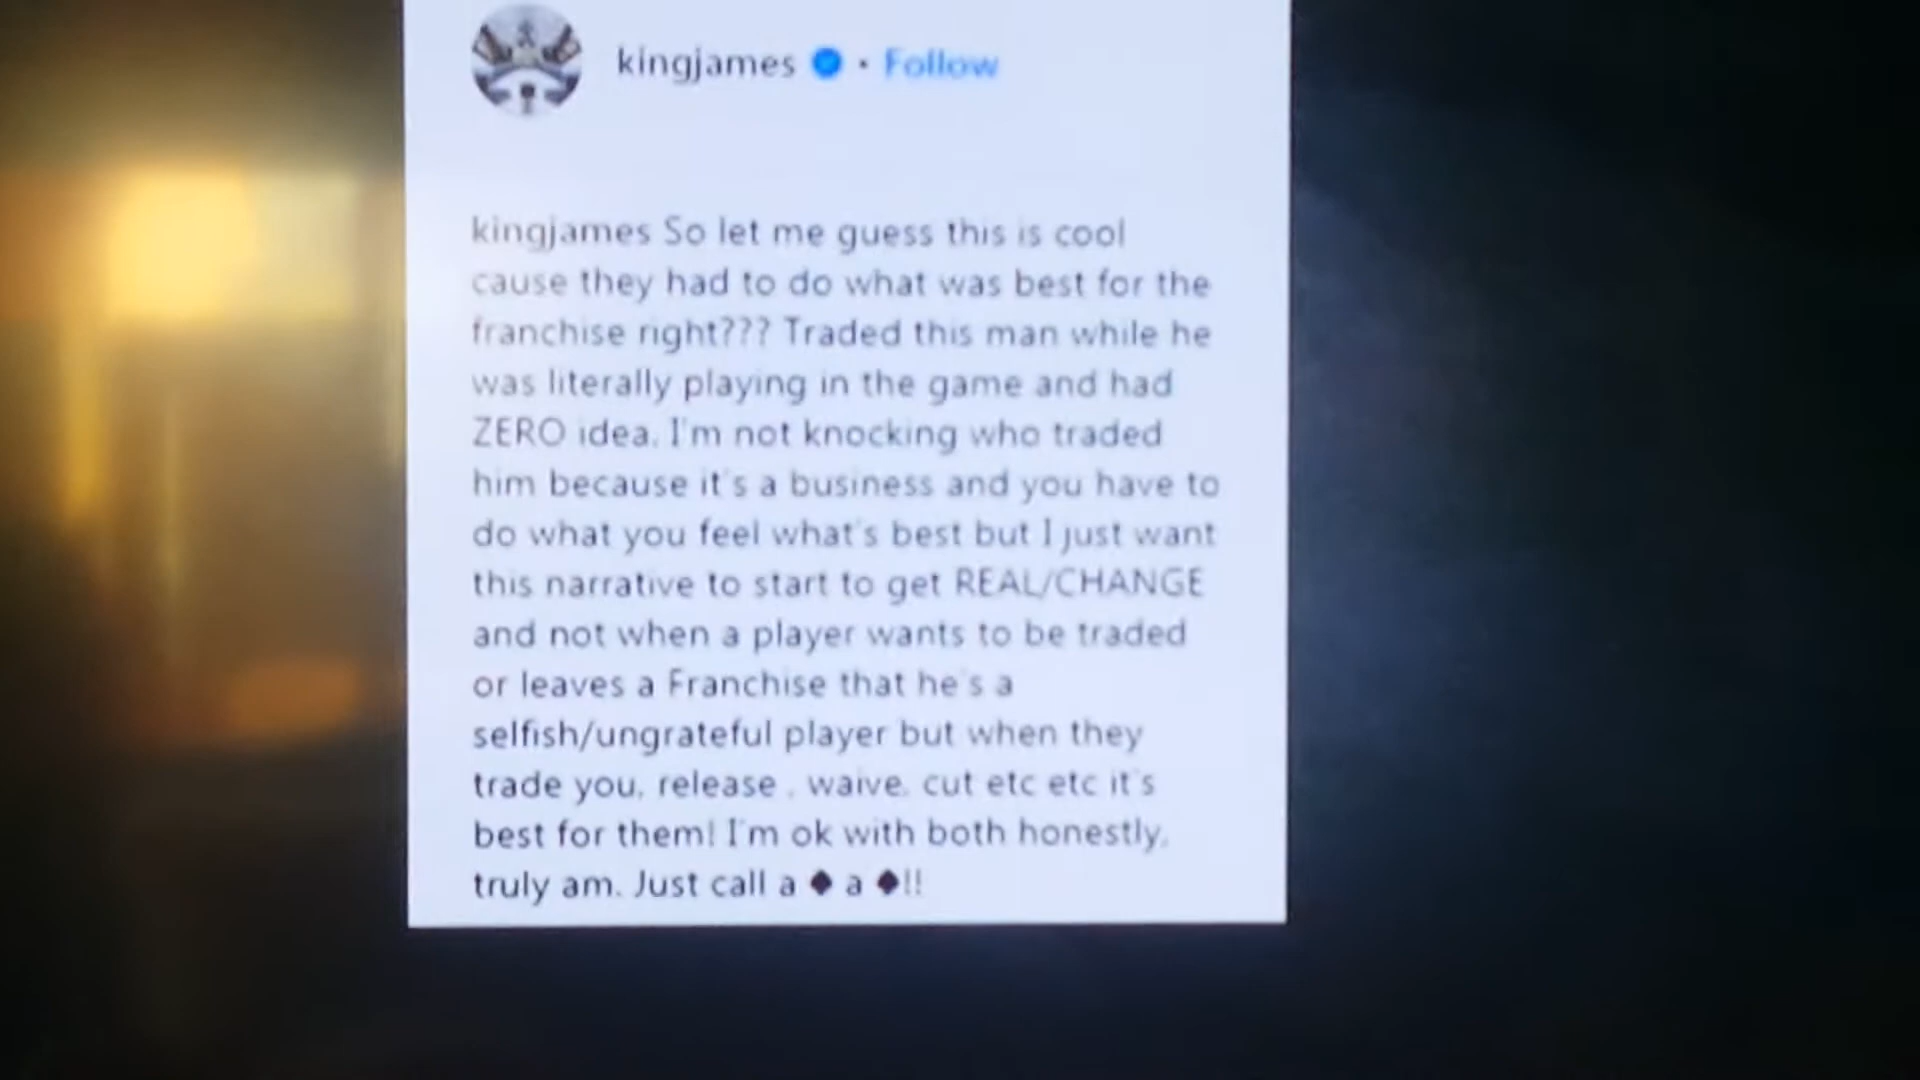 kingjames • Follow
kingjames So let me guess this is cool
cause they had to do what was best for the
franchise right??? Traded this man while he
was literally playing in the game and had
ZERO idea. I'm not knocking who traded
him because it's a business and you have to
do what you feel what's best but I just want
this narrative to start to get REAL/CHANGE
and not when a player wants to be traded
or leaves a Franchise that he's a
selfish/ungrateful player but when they
trade you, release , waive, cut etc etc it's
best for them! I'm ok with both honestly,
truly am. Just call a ♠ a ♠!!